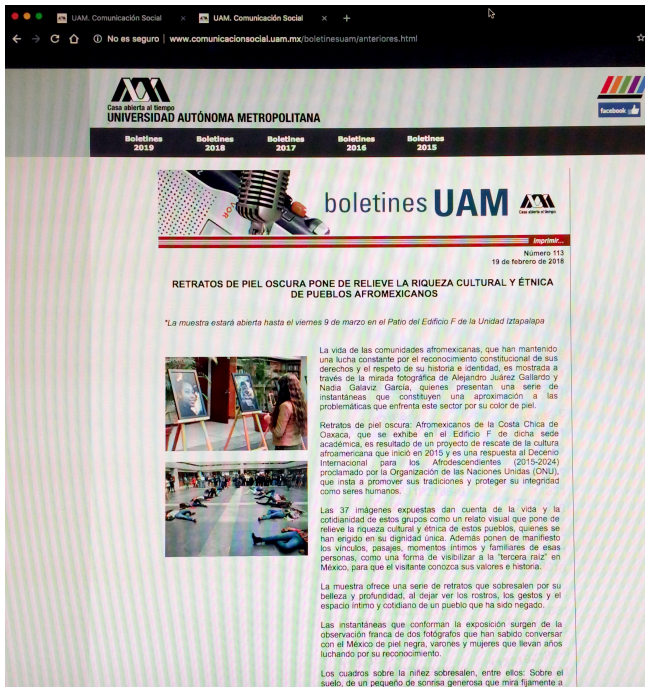 UAM. Comunicación Social
UAM. Comunicación Social
No es seguro | www.comunicacionsocial.uam.mx/boletinesuam/anteriores.html
Casa abierta al tiempo
UNIVERSIDAD AUTÓNOMA METROPOLITANA
facebook
Boletines 2019
Boletines 2018
Boletines 2017
Boletines 2016
Boletines 2015
boletines UAM
Casa abierta al tiempo
Imprimir...
Número 113
19 de febrero de 2018
RETRATOS DE PIEL OSCURA PONE DE RELIEVE LA RIQUEZA CULTURAL Y ÉTNICA
DE PUEBLOS AFROMEXICANOS
*La muestra estará abierta hasta el viernes 9 de marzo en el Patio del Edificio F de la Unidad Iztapalapa
La vida de las comunidades afromexicanas, que han mantenido
una lucha constante por el reconocimiento constitucional de sus
derechos y el respeto de su historia e identidad, es mostrada a
través de la mirada fotográfica de Alejandro Juárez Gallardo y
Nadia Galaviz García, quienes presentan una serie de
instantáneas que constituyen una aproximación a las
problemáticas que enfrenta este sector por su color de piel.
Retratos de piel oscura: Afromexicanos de la Costa Chica de
Oaxaca, que se exhibe en el Edificio F de dicha sede
académica, es resultado de un proyecto de rescate de la cultura
afroamericana que inició en 2015 y es una respuesta al Decenio
Internacional para los Afrodescendientes (2015-2024)
proclamado por la Organización de las Naciones Unidas (ONU),
que insta a promover sus tradiciones y proteger su integridad
como seres humanos.
Las 37 imágenes expuestas dan cuenta de la vida y la
cotidianidad de estos grupos como un relato visual que pone de
relieve la riqueza cultural y étnica de estos pueblos, quienes se
han erigido en su dignidad única. Además ponen de manifiesto
los vínculos, pasajes, momentos íntimos y familiares de esas
personas, como una forma de visibilizar a la "tercera raíz" en
México, para que el visitante conozca sus valores e historia.
La muestra ofrece una serie de retratos que sobresalen por su
belleza y profundidad, al dejar ver los rostros, los gestos y el
espacio íntimo y cotidiano de un pueblo que ha sido negado.
Las instantáneas que conforman la exposición surgen de la
observación franca de dos fotógrafos que han sabido conversar
con el México de piel negra, varones y mujeres que llevan años
luchando por su reconocimiento.
Los cuadros sobre la niñez sobresalen, entre ellos: Sobre el
suelo, de un pequeño de sonrisa generosa que mira fijamente a